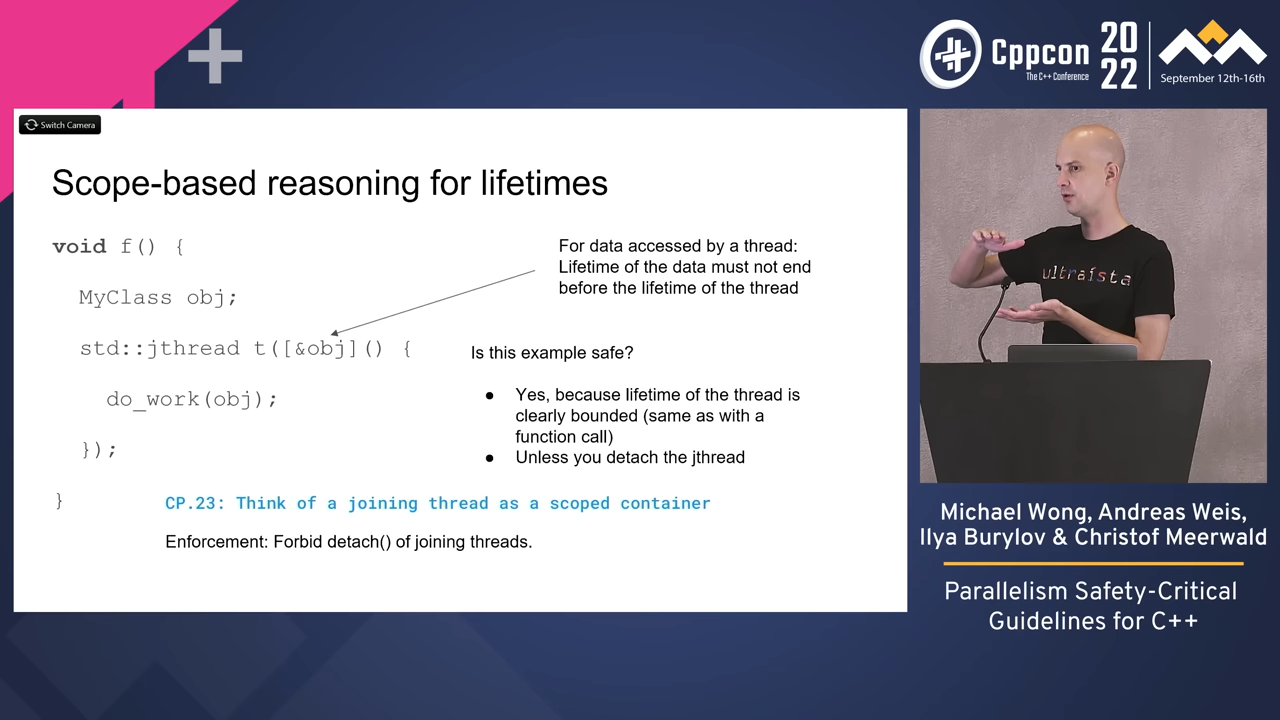 Cppcon
The C++ Conference
20
22
September 12th-16th
Switch Camera
Scope-based reasoning for lifetimes
void f() {
MyClass obj;
std::jthread t([&obj]() {
do_work(obj);
});
}
For data accessed by a thread:
Lifetime of the data must not end
before the lifetime of the thread
Is this example safe?
● Yes, because lifetime of the thread is
clearly bounded (same as with a
function call)
● Unless you detach the jthread
CP.23: Think of a joining thread as a scoped container
Enforcement: Forbid detach() of joining threads.
ultraísta
Michael Wong, Andreas Weis,
Ilya Burylov & Christof Meerwald
Parallelism Safety-Critical
Guidelines for C++